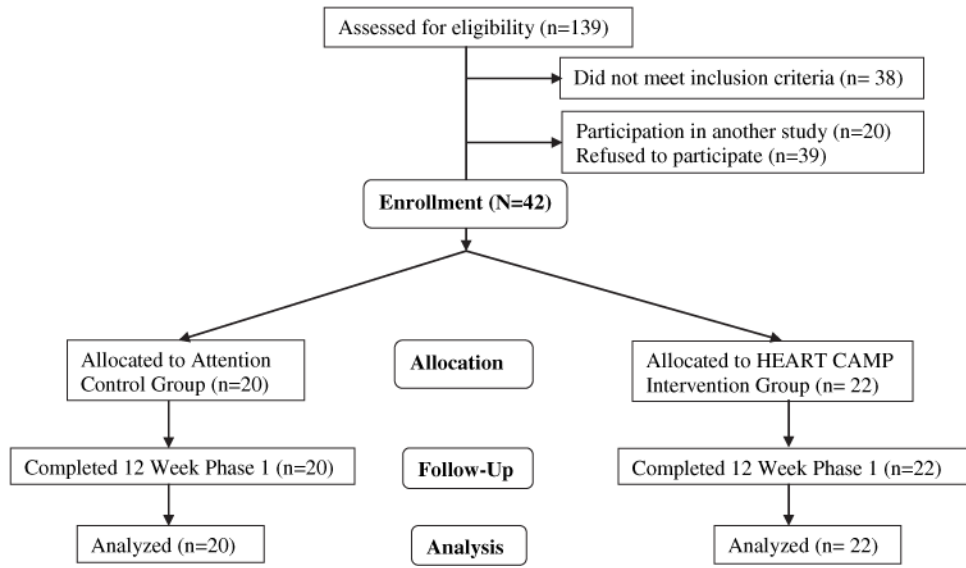 Assessed for eligibility (n=139)
Did not meet inclusion criteria (n= 38)
Participation in another study (n=20)
Refused to participate (n=39)
Enrollment (N=42)
Allocated to Attention
Control Group (n=20)
Allocation
Allocated to HEART CAMP
Intervention Group (n= 22)
Completed 12 Week Phase 1 (n=20)
Follow-Up
Completed 12 Week Phase 1 (n=22)
Analyzed (n=20)
Analysis
Analyzed (n= 22)